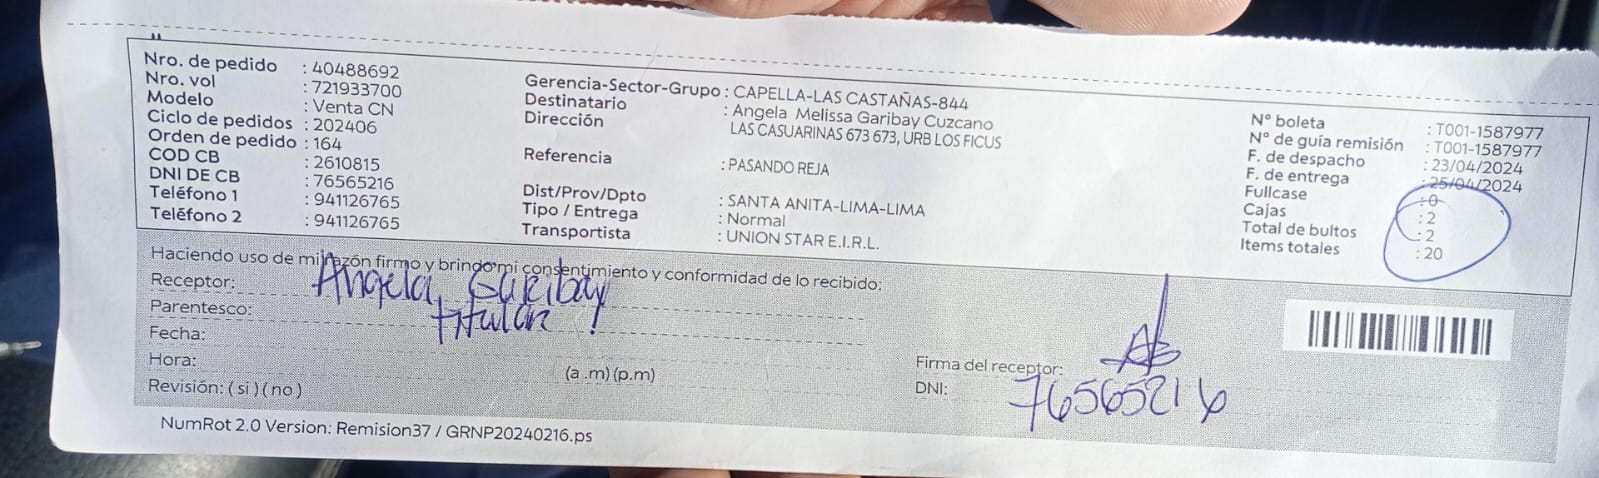 Nro. de pedido : 40488692
Nro. vol : 721933700
Modelo : Venta CN
Ciclo de pedidos : 202406
Orden de pedido : 164
COD CB : 2610815
DNI DE CB : 76565216
Teléfono 1 : 941126765
Teléfono 2 : 941126765
Gerencia-Sector-Grupo : CAPELLA-LAS CASTAÑAS-844
Destinatario : Angela Melissa Garibay Cuzcano
Dirección LAS CASUARINAS 673 673, URB LOS FICUS
Referencia : PASANDO REJA
Dist/Prov/Dpto : SANTA ANITA-LIMA-LIMA
Tipo / Entrega : Normal
Transportista : UNION STAR E.I.R.L.
N° boleta : T001-1587977
N° de guía remisión : T001-1587977
F. de despacho : 23/04/2024
F. de entrega : 25/04/2024
Fullcase : 0
Cajas : 2
Total de bultos : 2
Items totales : 20
Haciendo uso de mi razón firmo y brindo mi consentimiento y conformidad de lo recibido:
Receptor: Angela Garibay
Parentesco: titular
Fecha:
Hora: (a .m) (p.m)
Revisión: ( si ) ( no )
Firma del receptor:
DNI: 76565216
NumRot 2.0 Version: Remision37 / GRNP20240216.ps